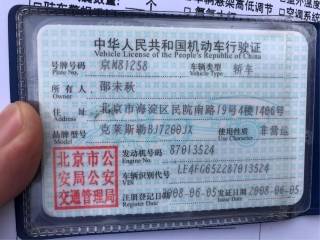 中华人民共和国机动车行驶证
Vehicle License of the People's Republic of China
号牌号码 京M81258 车辆类型 轿车
Plate No. Vehicle Type
所有人 邵未秋
Owner
住址 北京市海淀区民院南路19号4楼1406号
Address
品牌型号 克莱斯勒BJ7200JX 使用性质 非营运
Model Use Character
北京市公
安局公安
交通管理局
发动机号码 87013524
Engine No.
车辆识别代号 LE4FG65Z287013524
VIN
注册登记日期 2008-06-05 发证日期 2008-06-05
Register Date Issue Date